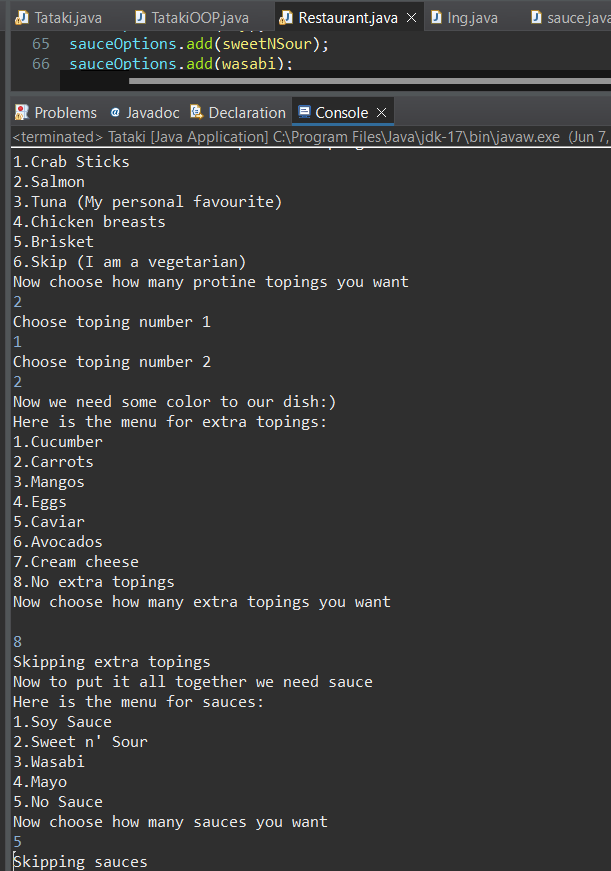 Tataki.java TatakiOOP.java Restaurant.java Ing.java sauce.java
65 sauceOptions.add(sweetNSour);
66 sauceOptions.add(wasabi);
Problems Javadoc Declaration Console
<terminated> Tataki [Java Application] C:\Program Files\Java\jdk-17\bin\javaw.exe (Jun 7,
1.Crab Sticks
2.Salmon
3.Tuna (My personal favourite)
4.Chicken breasts
5.Brisket
6.Skip (I am a vegetarian)
Now choose how many protine topings you want
2
Choose toping number 1
1
Choose toping number 2
2
Now we need some color to our dish:)
Here is the menu for extra topings:
1.Cucumber
2.Carrots
3.Mangos
4.Eggs
5.Caviar
6.Avocados
7.Cream cheese
8.No extra topings
Now choose how many extra topings you want
8
Skipping extra topings
Now to put it all together we need sauce
Here is the menu for sauces:
1.Soy Sauce
2.Sweet n' Sour
3.Wasabi
4.Mayo
5.No Sauce
Now choose how many sauces you want
5
Skipping sauces